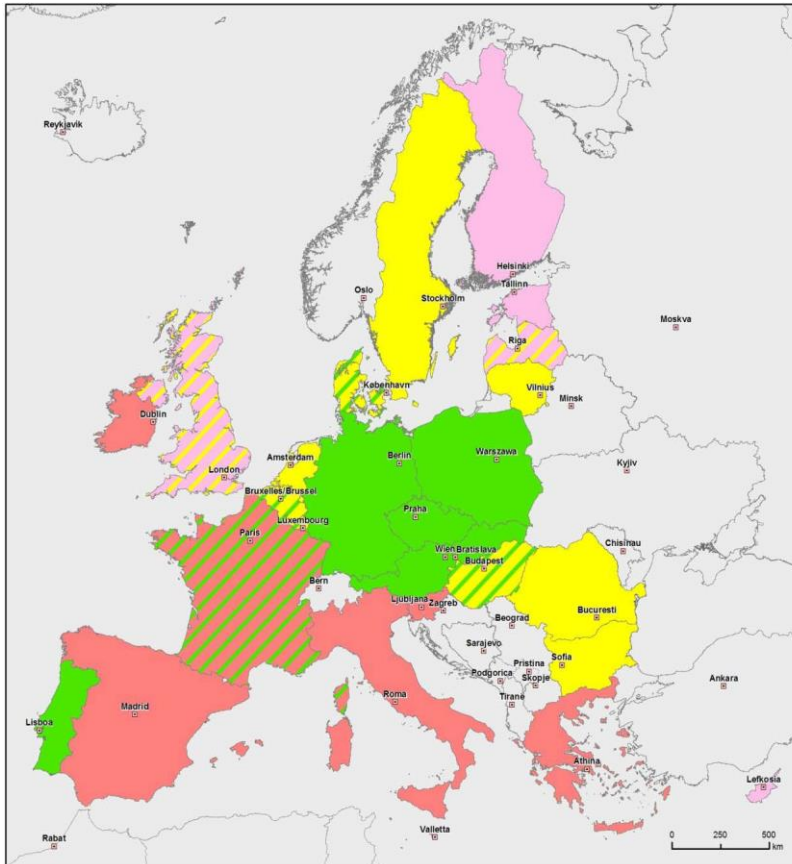 Reykjavik
Helsinki
Tallinn
Oslo
Stockholm
Moskva
Riga
København
Vilnius
Minsk
Dublin
Amsterdam
Berlin
Warszawa
London
Kyjiv
Bruxelles/Brussel
Praha
Luxembourg
Paris
Wien
Bratislava
Chisinau
Budapest
Bern
Ljubljana
Zagreb
Beograd
Bucuresti
Sarajevo
Sofia
Pristina
Podgorica
Skopje
Ankara
Roma
Tirane
Madrid
Lisboa
Athina
Lefkosia
Valletta
Rabat
0 250 500
km